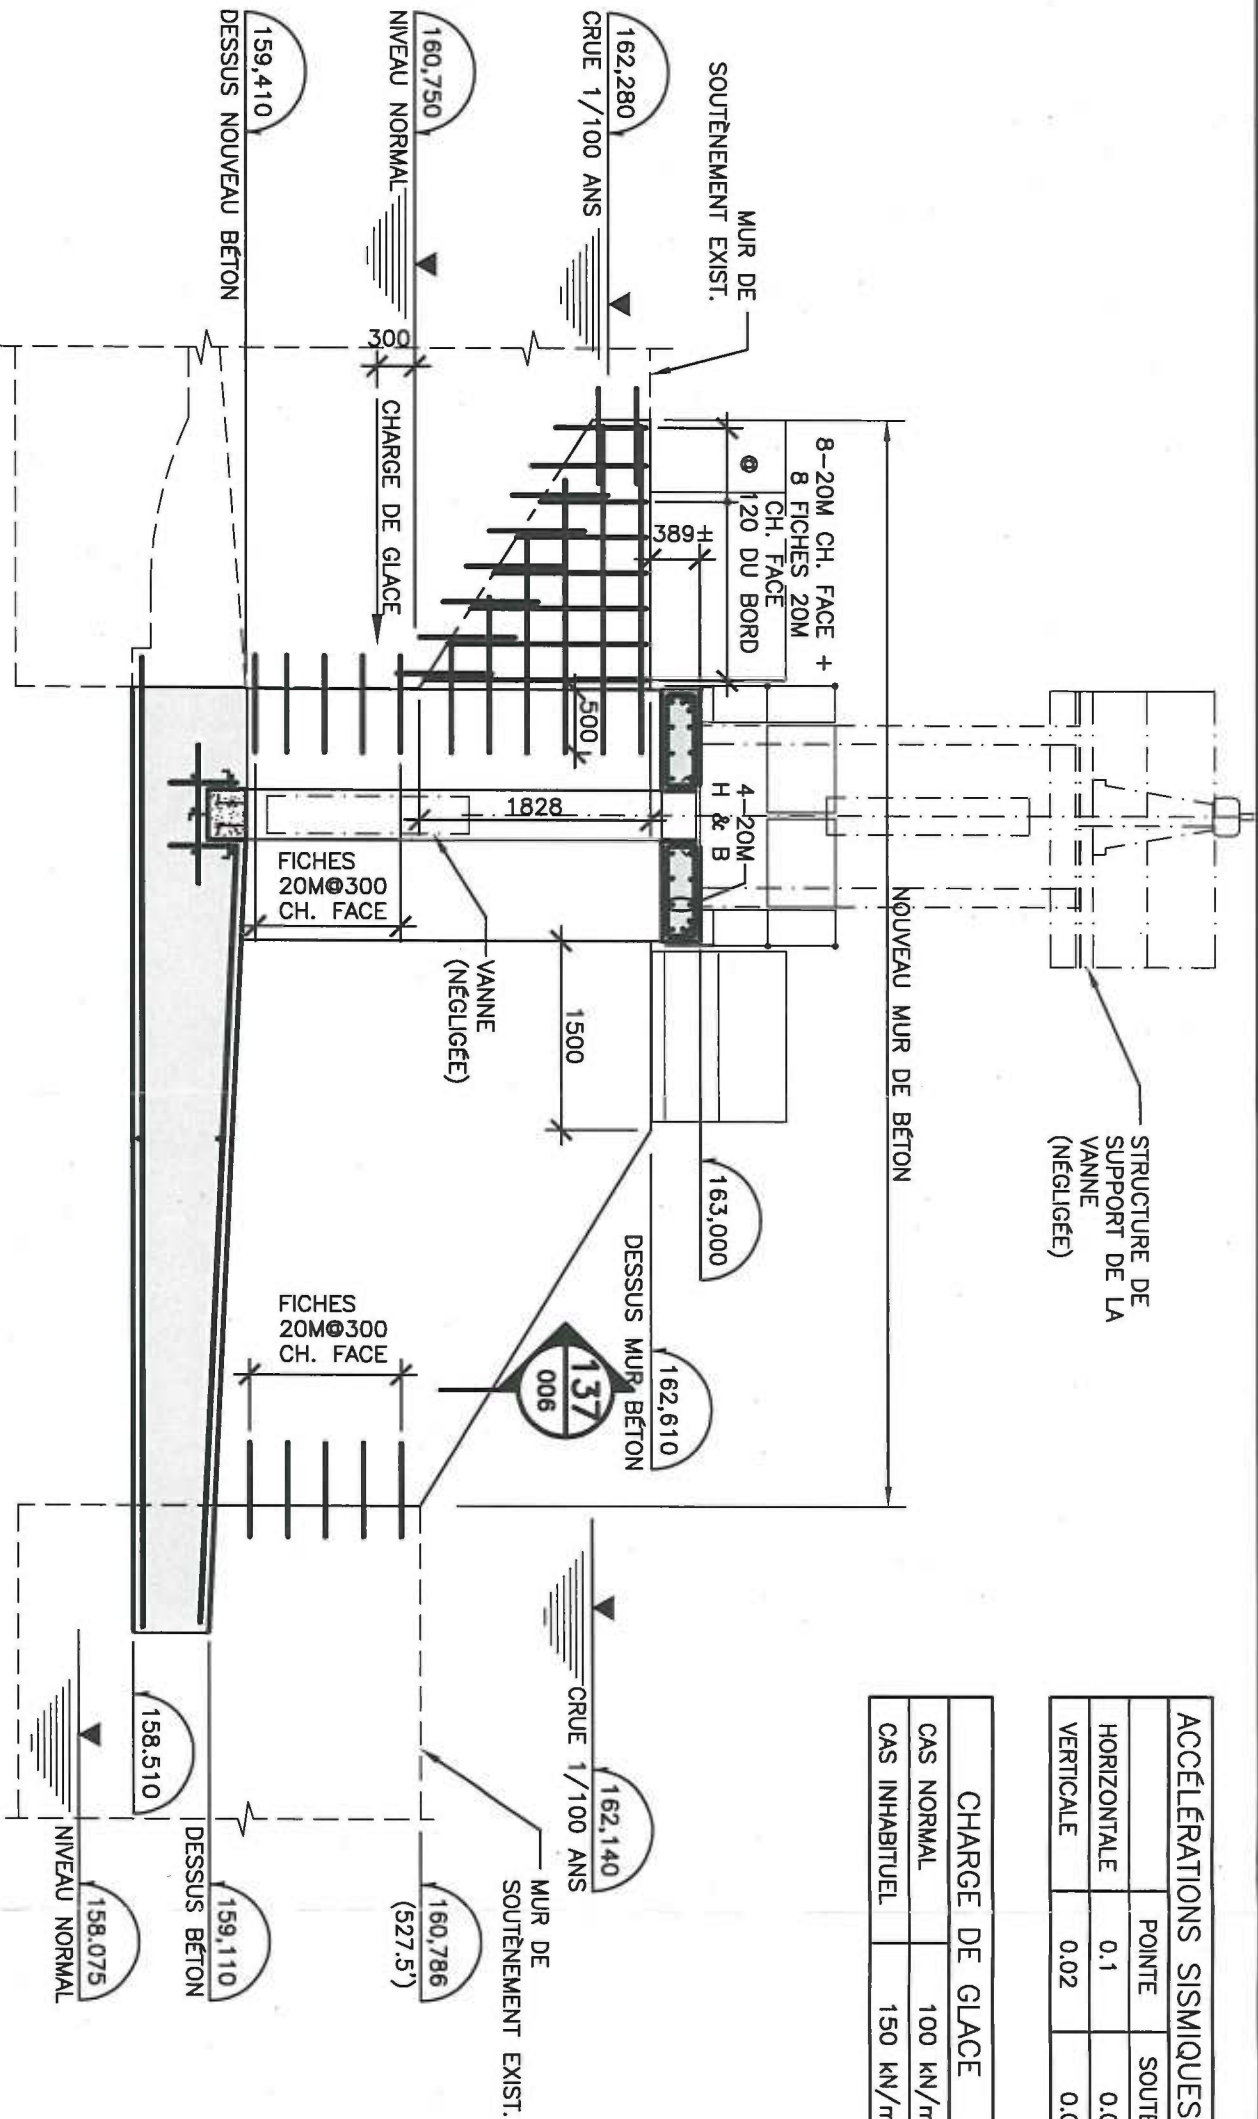 162,280
CRUE 1/100 ANS
160,750
NIVEAU NORMAL
159,410
DESSUS NOUVEAU BÉTON
MUR DE
SOUTÈNEMENT EXIST.
300
CHARGE DE GLACE
8-20M CH. FACE +
8 FICHES 20M
CH. FACE
@ 120 DU BORD
389±
500
1828
4-20M
H & B
FICHES
20M@300
CH. FACE
VANNE
(NÉGLIGÉE)
1500
NOUVEAU MUR DE BÉTON
STRUCTURE DE
SUPPORT DE LA
VANNE
(NÉGLIGÉE)
163,000
162,610
DESSUS MUR BÉTON
137
006
FICHES
20M@300
CH. FACE
162,140
CRUE 1/100 ANS
MUR DE
SOUTÈNEMENT EXIST.
160,786
(527.5')
159,110
DESSUS BÉTON
158.510
158.075
NIVEAU NORMAL
ACCÉLÉRATIONS SISMIQUES
POINTE
HORIZONTALE 0.1
VERTICALE 0.02
CHARGE DE GLACE
CAS NORMAL 100 kN/m
CAS INHABITUEL 150 kN/m